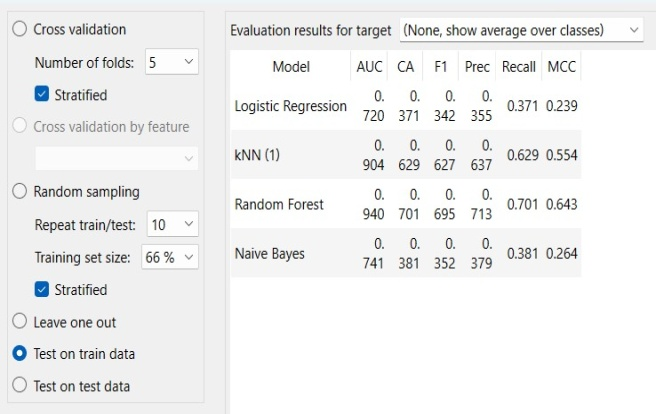 Cross validation
Number of folds: 5
Stratified
Cross validation by feature
Random sampling
Repeat train/test: 10
Training set size: 66 %
Stratified
Leave one out
Test on train data
Test on test data
Evaluation results for target (None, show average over classes)
Model AUC CA F1 Prec Recall MCC
Logistic Regression 0.720 0.371 0.342 0.355 0.371 0.239
kNN (1) 0.904 0.629 0.627 0.637 0.629 0.554
Random Forest 0.940 0.701 0.695 0.713 0.701 0.643
Naive Bayes 0.741 0.381 0.352 0.379 0.381 0.264